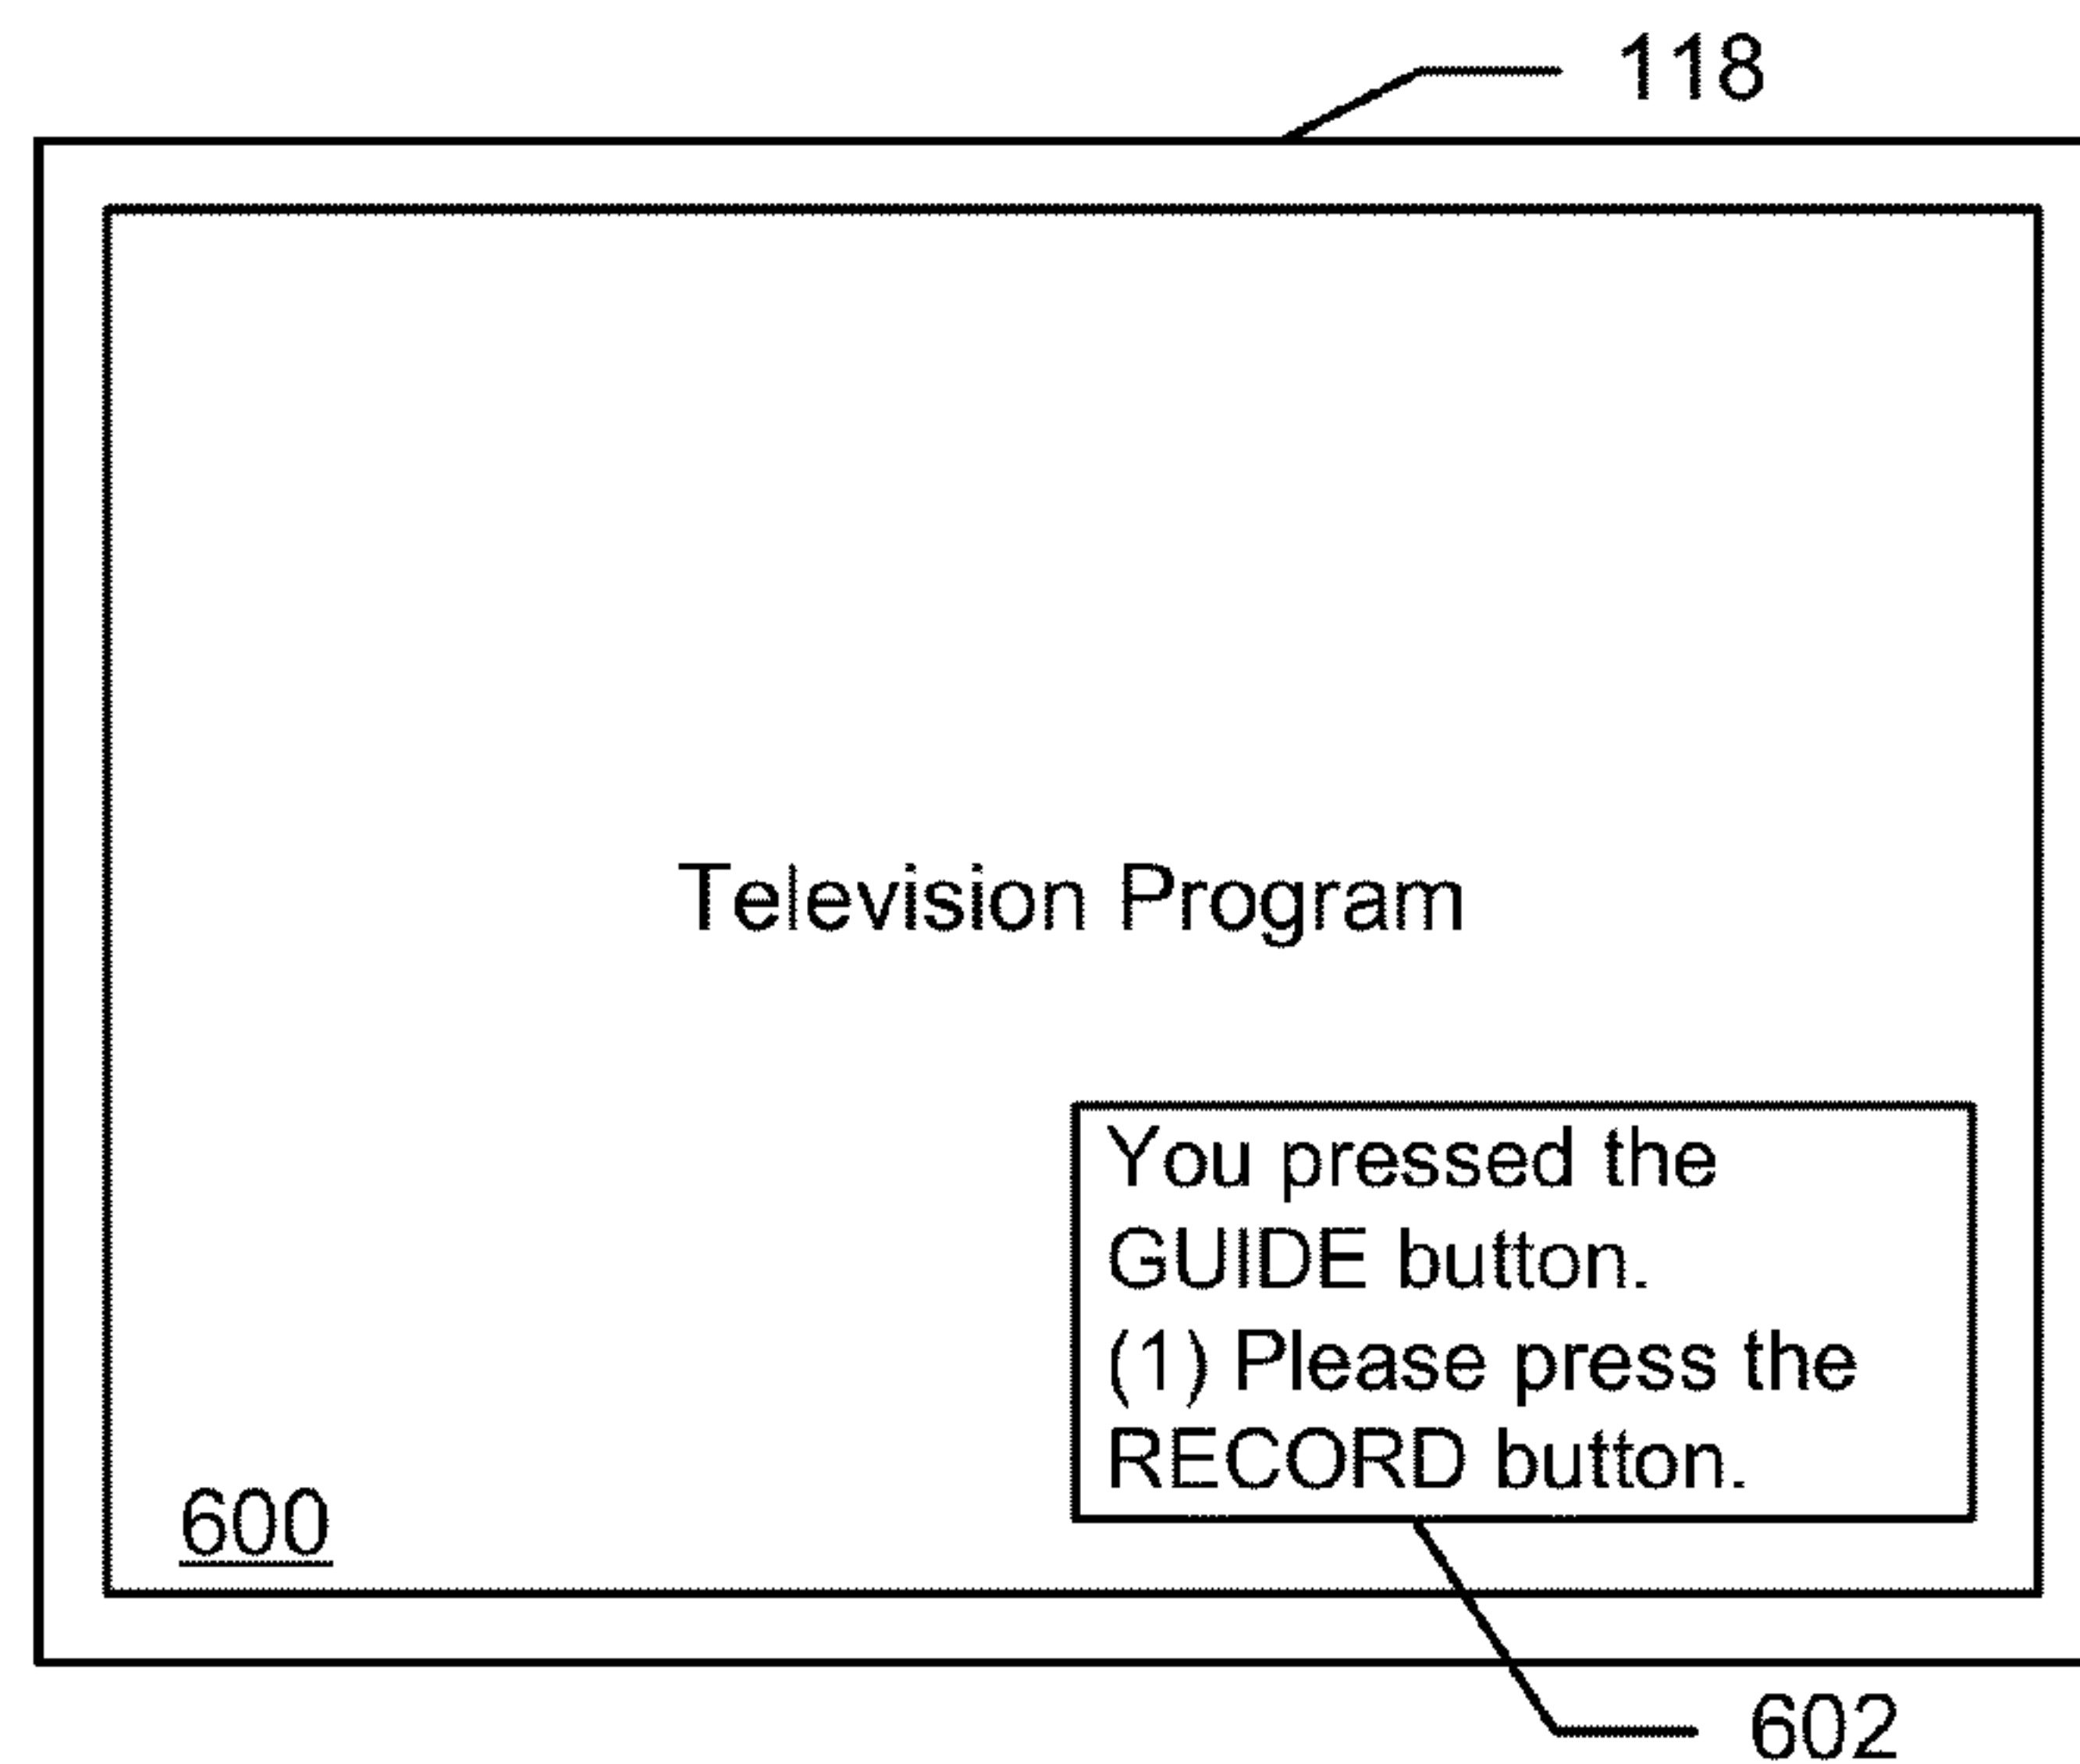 118
Television Program
You pressed the
GUIDE button.
(1) Please press the
RECORD button.
600
602